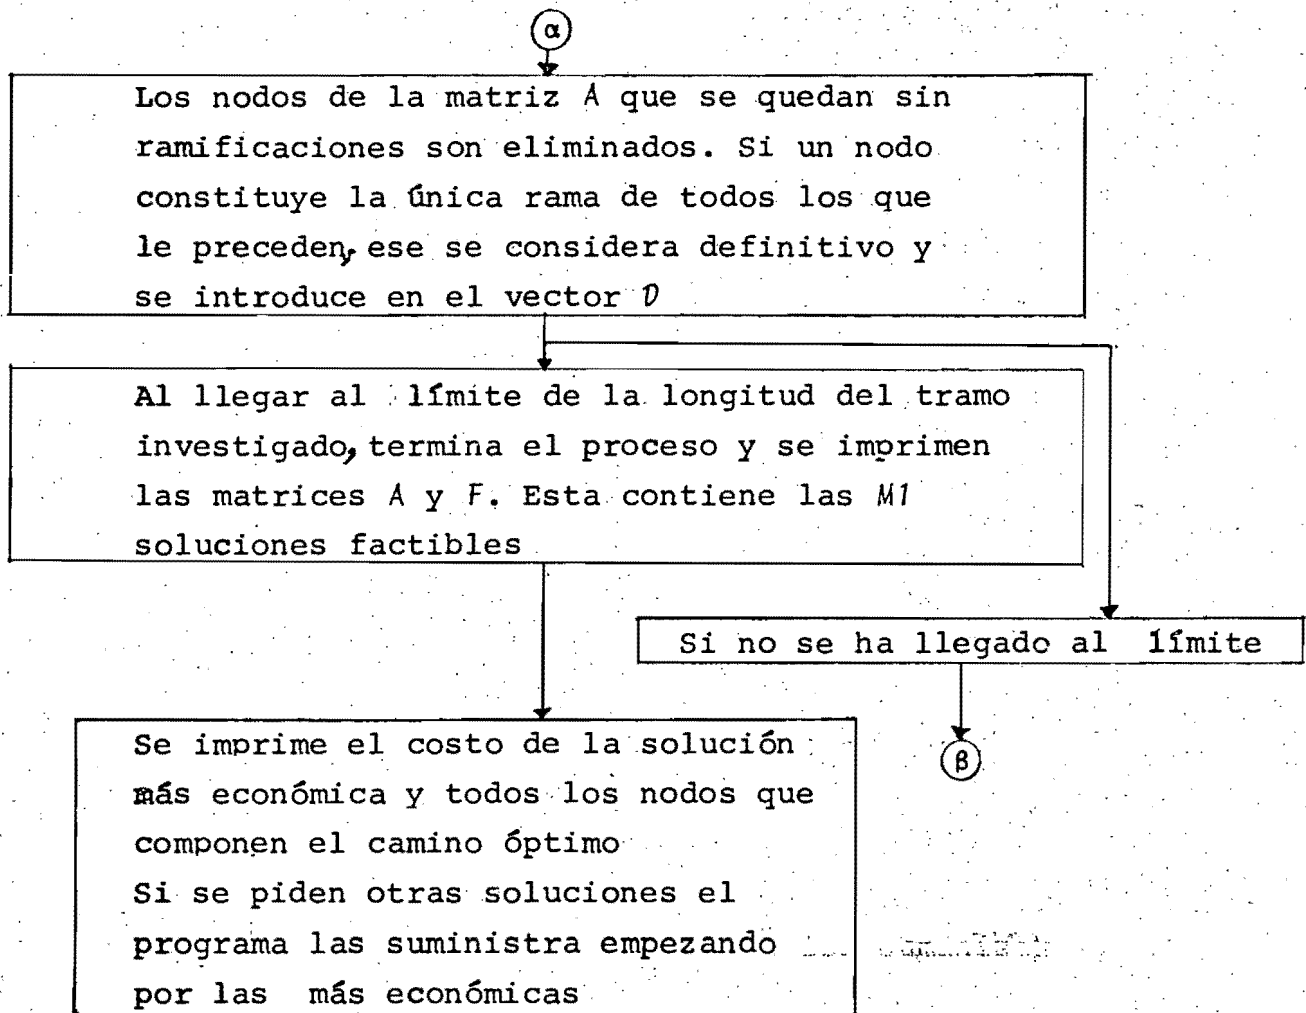 α
Los nodos de la matriz A que se quedan sin
ramificaciones son eliminados. Si un nodo
constituye la única rama de todos los que
le preceden, ese se considera definitivo y
se introduce en el vector D
Al llegar al límite de la longitud del tramo
investigado, termina el proceso y se imprimen
las matrices A y F. Esta contiene las M1
soluciones factibles
Si no se ha llegado al límite
β
Se imprime el costo de la solución
más económica y todos los nodos que
componen el camino óptimo
Si se piden otras soluciones el
programa las suministra empezando
por las más económicas